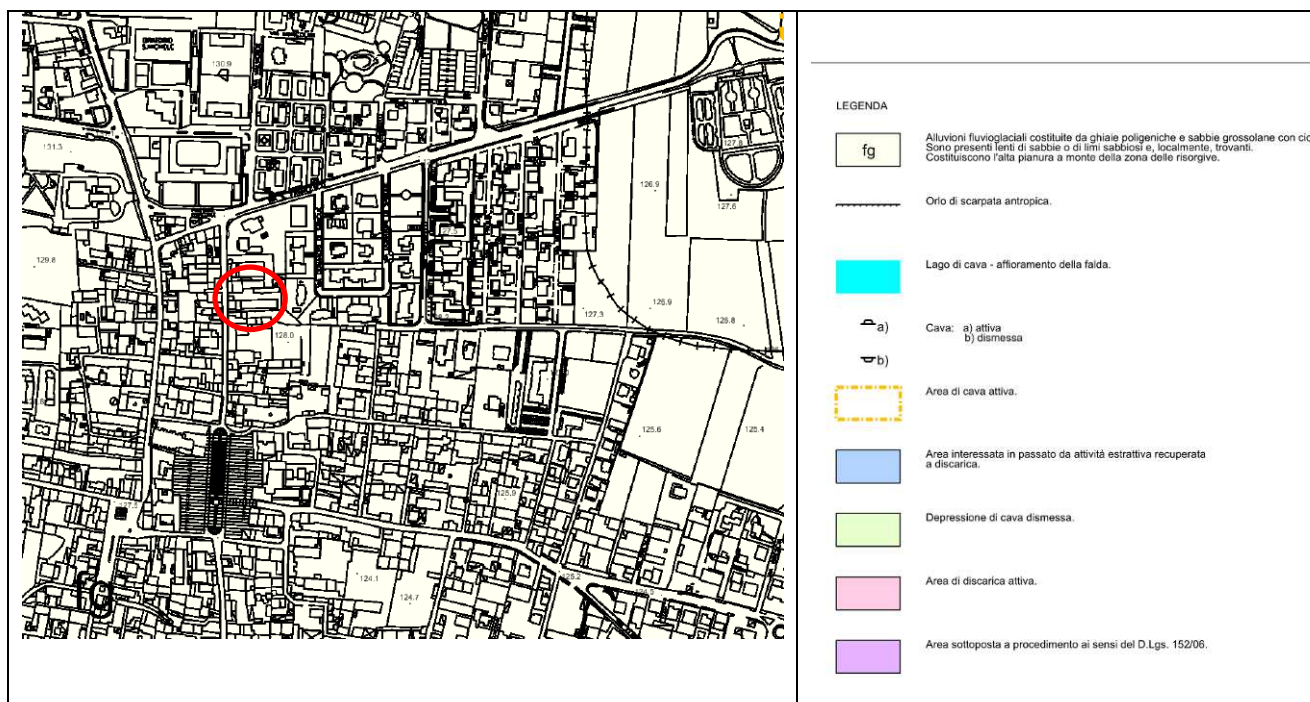 130.9
131.3
127.8
126.9
127.6
129.8
127.3
126.9
125.8
128.0
125.6
125.4
125.9
127.5
124.1
125.2
124.7
124.5
LEGENDA
fg
Alluvioni fluvioglaciali costituite da ghiaie poligeniche e sabbie grossolane con cio
Sono presenti lenti di sabbie o di limi sabbiosi e, localmente, trovanti.
Costituiscono l'alta pianura a monte della zona delle risorgive.
Orlo di scarpata antropica.
Lago di cava - affioramento della falda.
a)
Cava: a) attiva
b) dismessa
b)
Area di cava attiva.
Area interessata in passato da attività estrattiva recuperata
a discarica.
Depressione di cava dismessa.
Area di discarica attiva.
Area sottoposta a procedimento ai sensi del D.Lgs. 152/06.